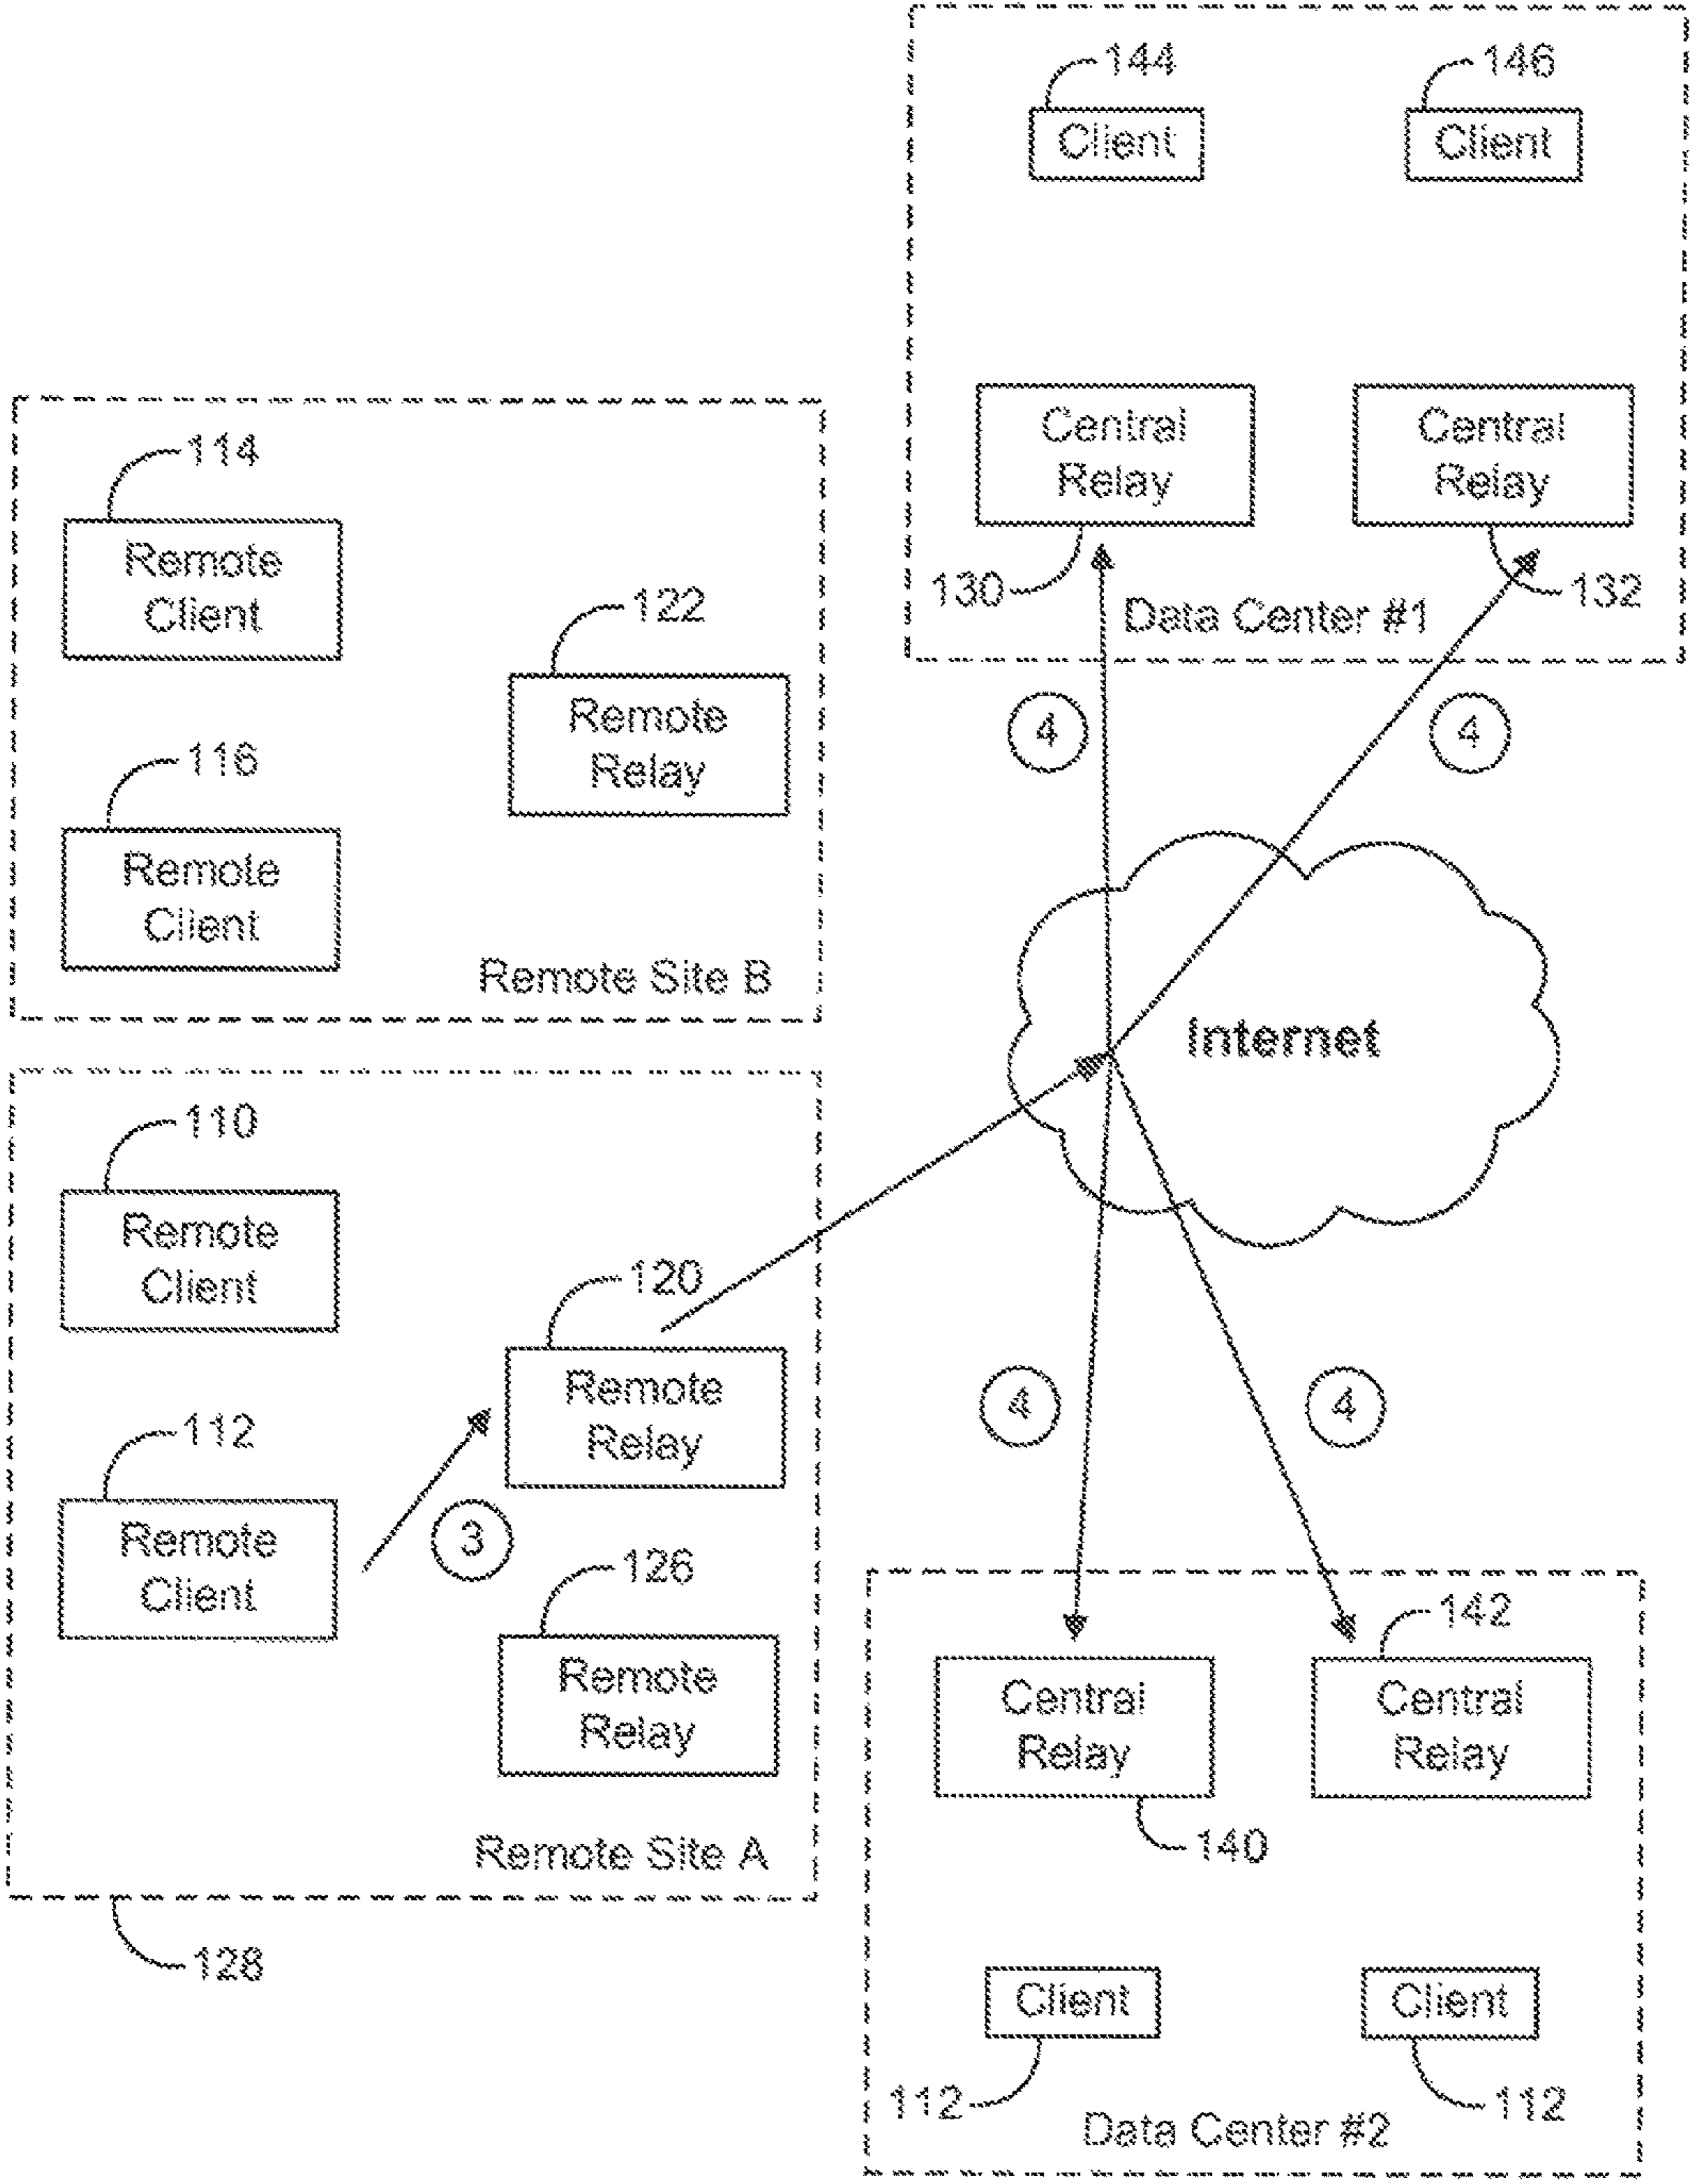 144
146
Client
Client
Central
Relay
Central
Relay
130
132
Data Center #1
114
Remote
Client
122
Remote
Relay
116
Remote
Client
Remote Site B
4
4
Internet
110
Remote
Client
120
Remote
Relay
112
Remote
Client
3
126
Remote
Relay
Remote Site A
128
4
4
142
Central
Relay
Central
Relay
140
Client
Client
112
112
Data Center #2